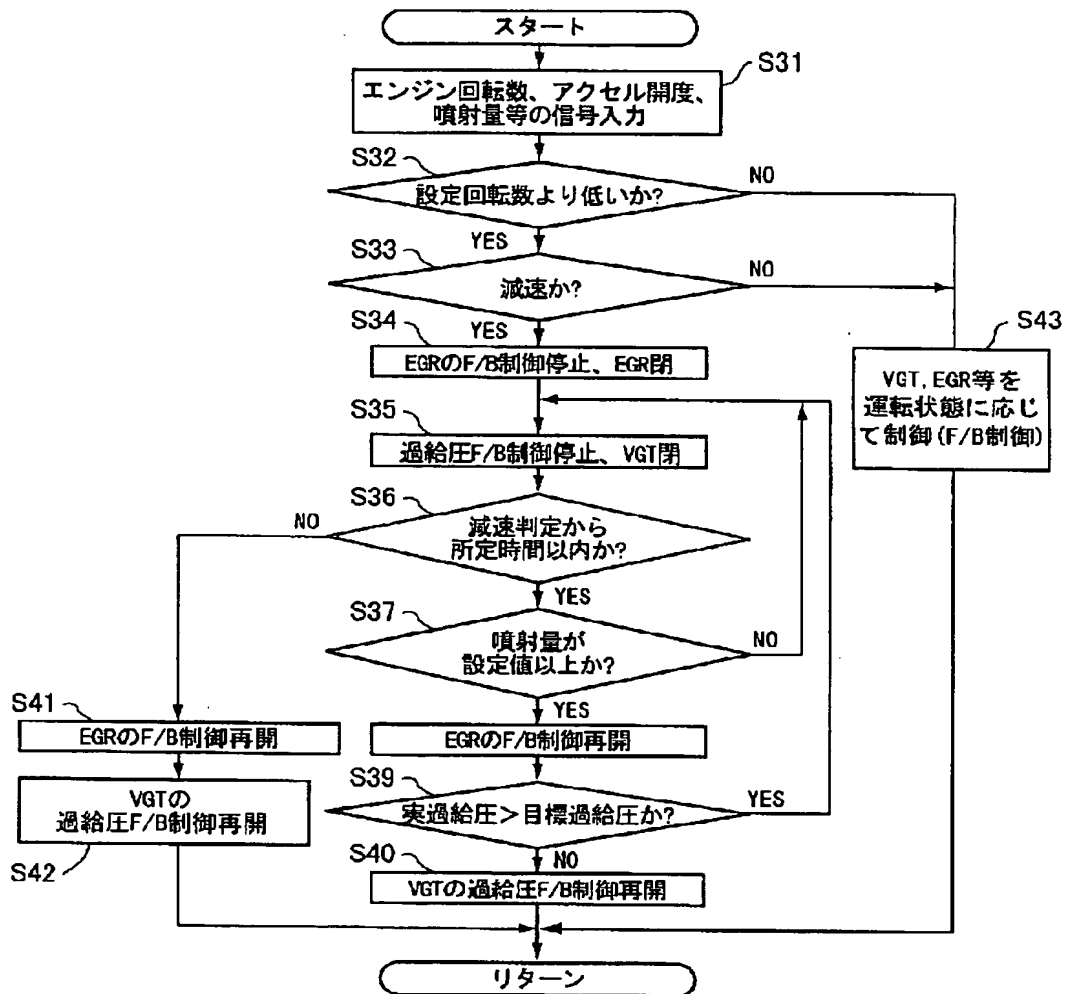 スタート
S31
エンジン回転数、アクセル開度、
噴射量等の信号入力
S32
設定回転数より低いか?
NO
YES
S33
減速か?
NO
YES
S34
EGRのF/B制御停止、EGR閉
S43
VGT,EGR等を
運転状態に応じ
て制御(F/B制御)
S35
過給圧F/B制御停止、VGT閉
S36
減速判定から
所定時間以内か?
NO
YES
S37
噴射量が
設定値以上か?
NO
YES
S41
EGRのF/B制御再開
EGRのF/B制御再開
S39
実過給圧>目標過給圧か?
YES
NO
VGTの
過給圧F/B制御再開
S42
S40
VGTの過給圧F/B制御再開
リターン